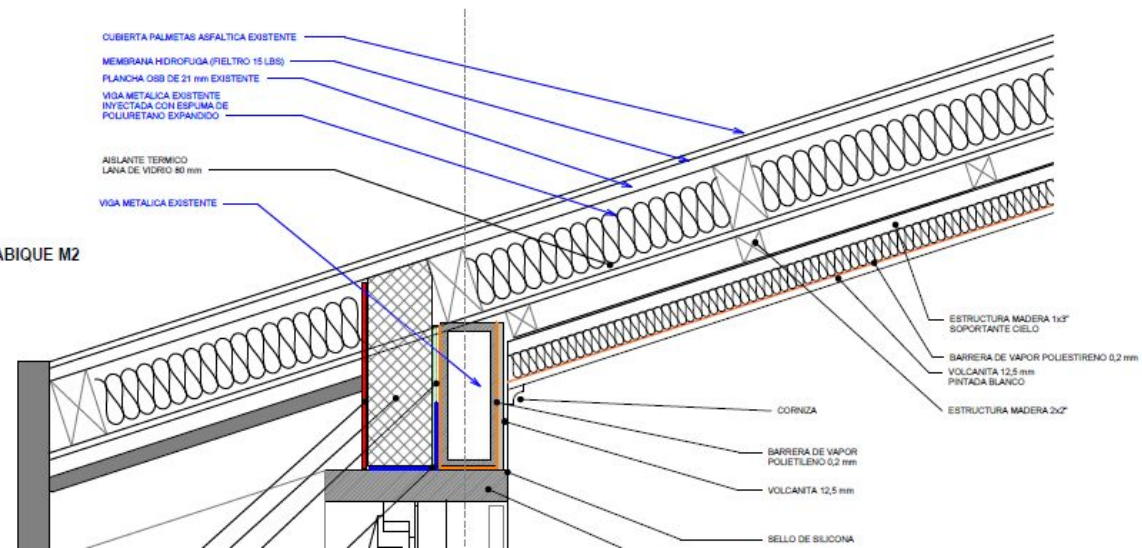 CUBIERTA PALMETAS ASFALTICA EXISTENTE
MEMBRANA HIDROFUGA (FIELTRO 15 LBS)
PLANCHA OSB DE 21 mm EXISTENTE
VIGA METALICA EXISTENTE
INYECTADA CON ESPUMA DE
POLIURETANO EXPANDIDO
AISLANTE TERMICO
LANA DE VIDRIO 80 mm
VIGA METALICA EXISTENTE
ABIQUE M2
ESTRUCTURA MADERA 1x3"
SOPORTANTE CIELO
BARRERA DE VAPOR POLIESTIRENO 0,2 mm
VOLCANITA 12,5 mm
PINTADA BLANCO
ESTRUCTURA MADERA 2x2"
CORNIZA
BARRERA DE VAPOR
POLIETILENO 0,2 mm
VOLCANITA 12,5 mm
SELLO DE SILICONA